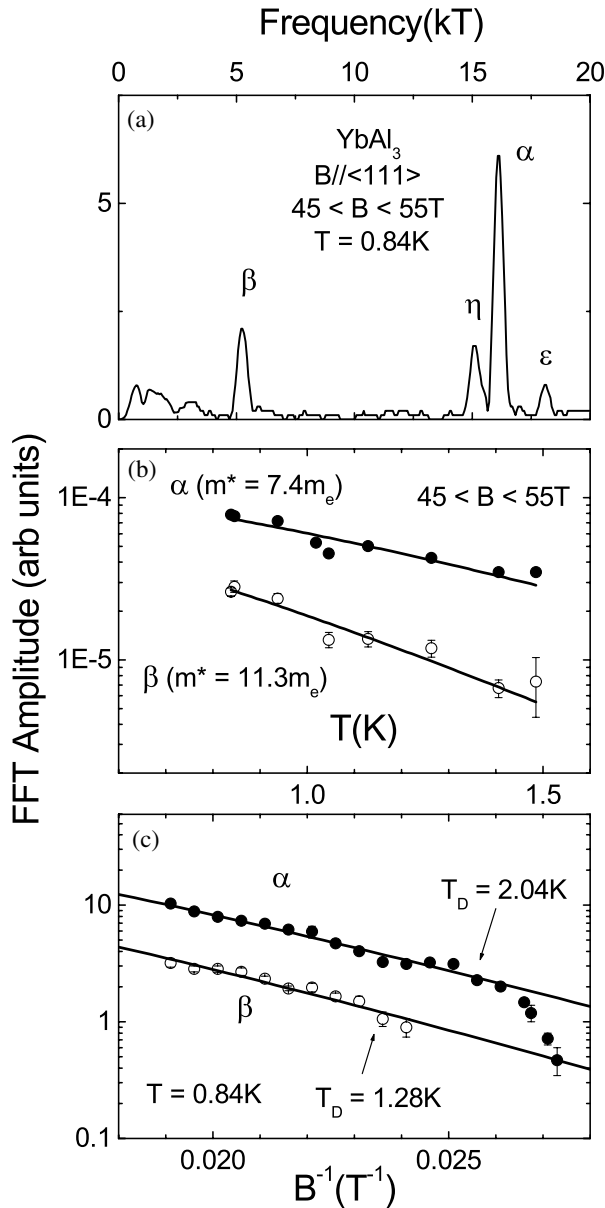 Frequency(kT)
0 5 10 15 20
(a)
YbAl₃
B//<111>
45 < B < 55T
T = 0.84K
α
β
η
ε
5
0
FFT Amplitude (arb units)
(b)
α (m* = 7.4mₑ)
45 < B < 55T
1E-4
1E-5
β (m* = 11.3mₑ)
T(K)
1.0 1.5
(c)
α
T_D = 2.04K
10
1
0.1
β
T = 0.84K
T_D = 1.28K
0.020 0.025
B⁻¹(T⁻¹)